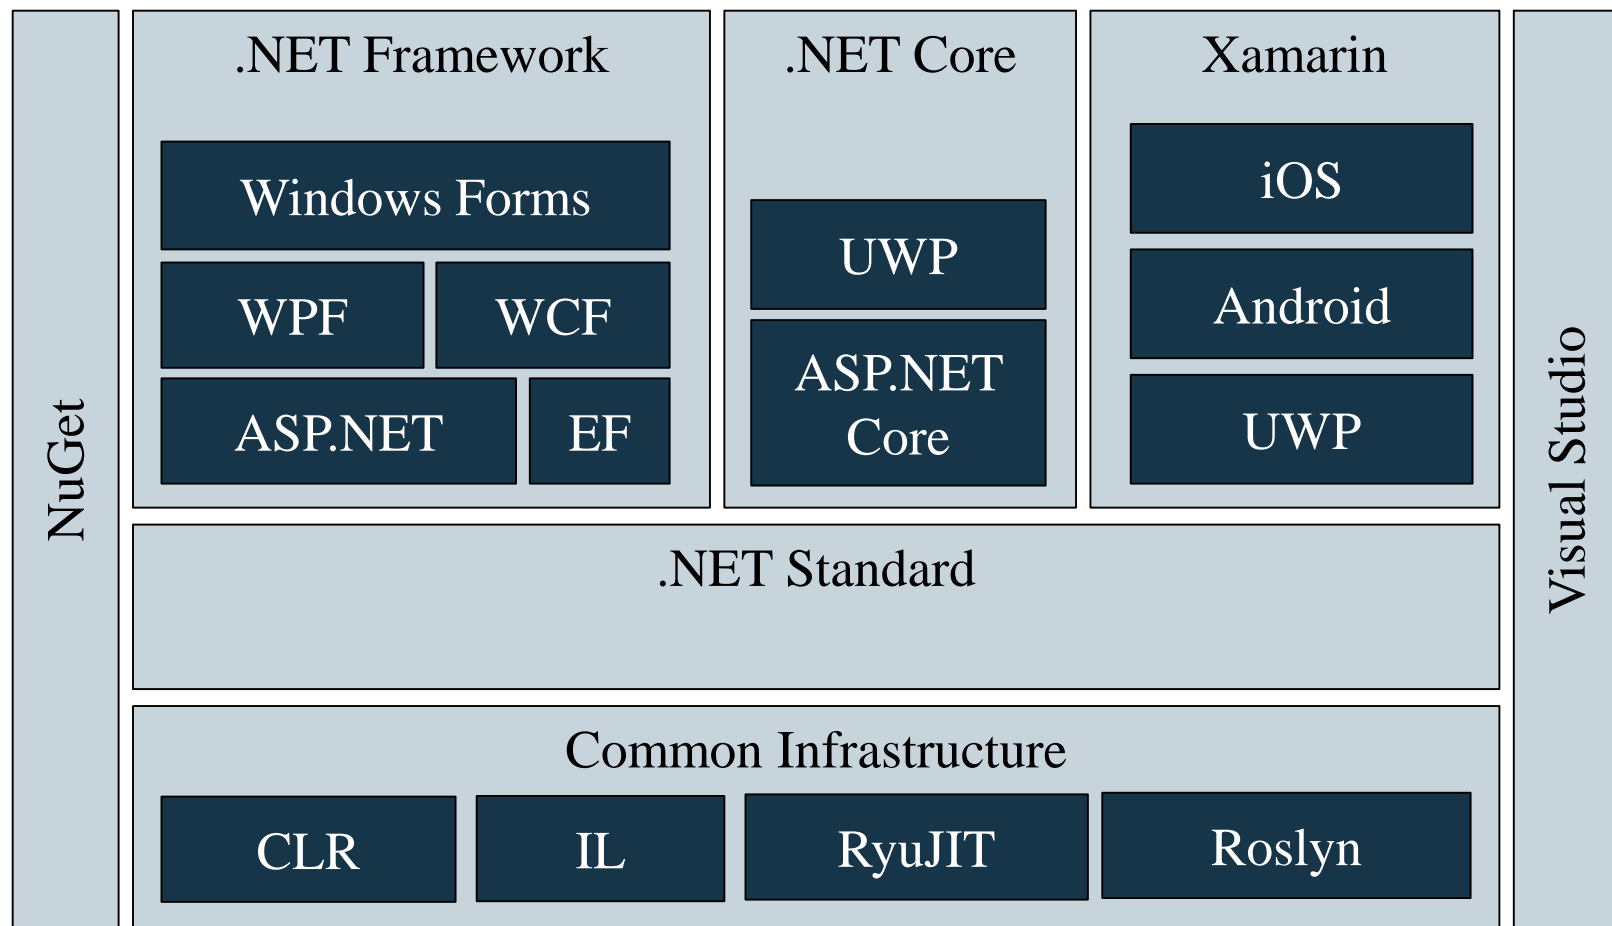 NuGet
.NET Framework
Windows Forms
WPF
WCF
ASP.NET
EF
.NET Core
UWP
ASP.NET
Core
Xamarin
iOS
Android
UWP
.NET Standard
Common Infrastructure
CLR
IL
RyuJIT
Roslyn
Visual Studio